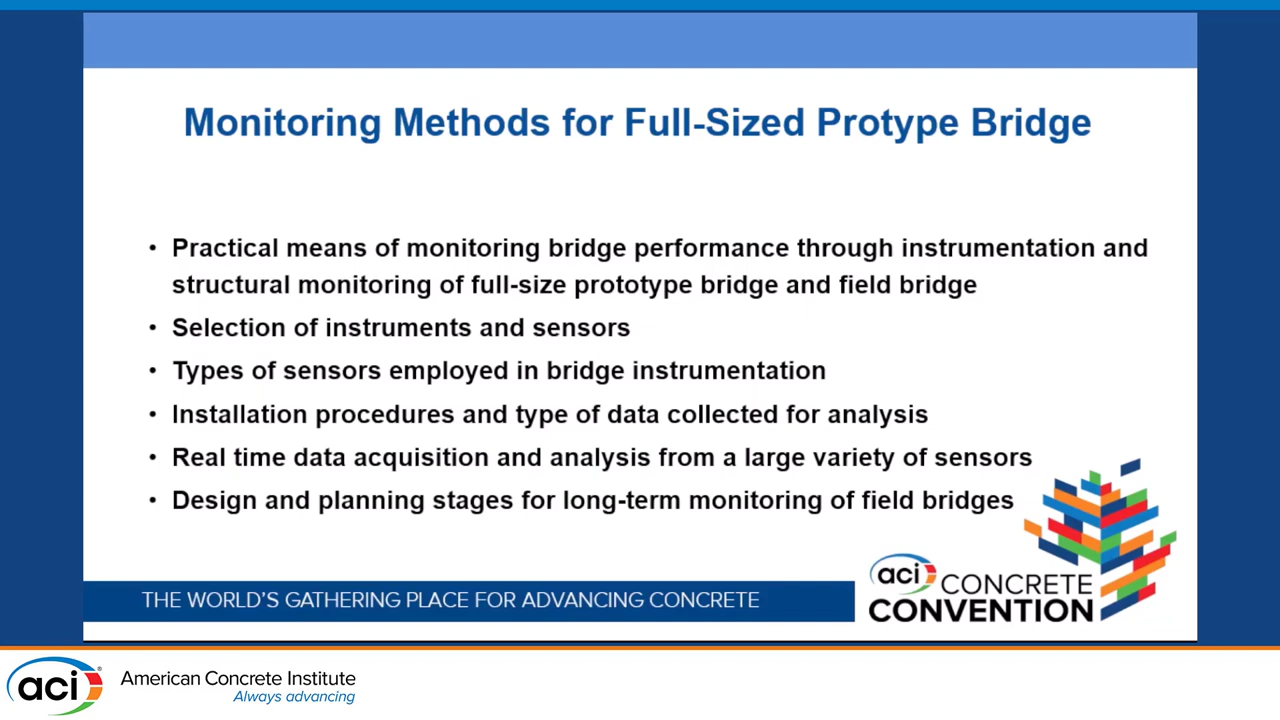 Monitoring Methods for Full-Sized Protype Bridge
• Practical means of monitoring bridge performance through instrumentation and
structural monitoring of full-size prototype bridge and field bridge
• Selection of instruments and sensors
• Types of sensors employed in bridge instrumentation
• Installation procedures and type of data collected for analysis
• Real time data acquisition and analysis from a large variety of sensors
• Design and planning stages for long-term monitoring of field bridges
THE WORLD'S GATHERING PLACE FOR ADVANCING CONCRETE
aci CONCRETE
CONVENTION
aci® American Concrete Institute
Always advancing